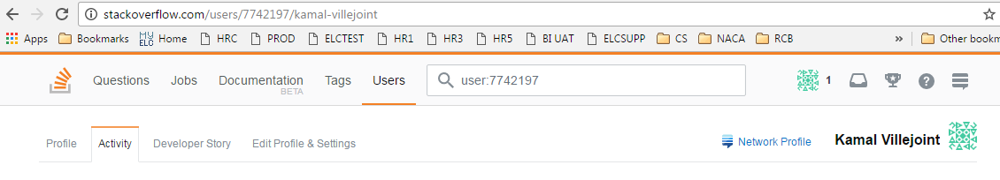 stackoverflow.com/users/7742197/kamal-villejoint
Apps Bookmarks MY ELC Home HRC PROD ELCTEST HR1 HR3 HR5 BI UAT ELCSUPP CS NACA RCB » Other bookm
Questions Jobs Documentation BETA Tags Users user:7742197 1 ?
Profile Activity Developer Story Edit Profile & Settings Network Profile Kamal Villejoint